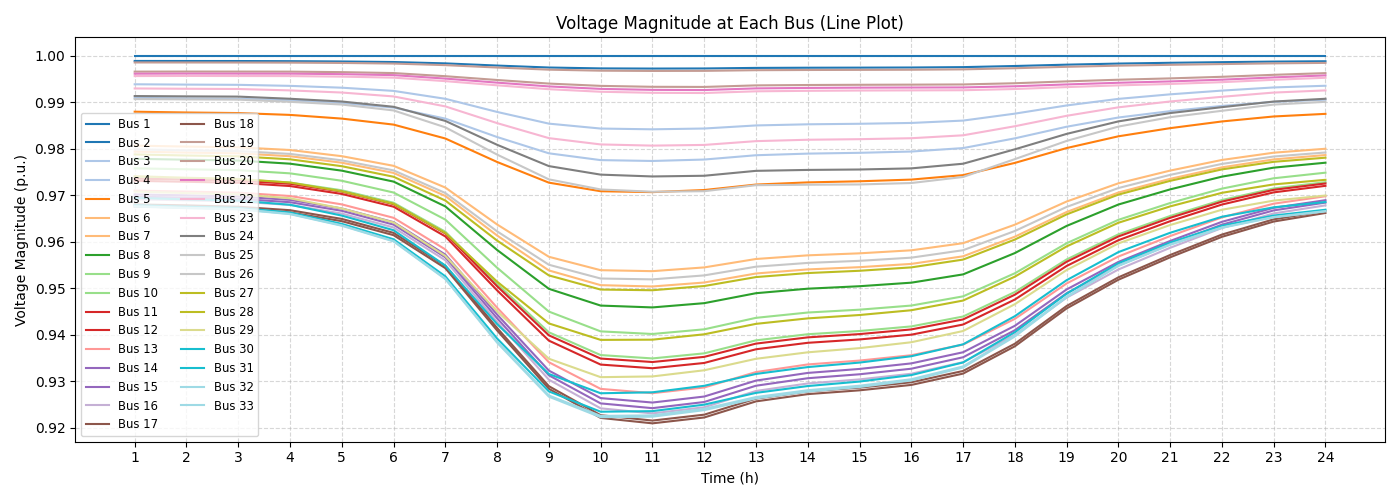 Voltage Magnitude at Each Bus (Line Plot)
Voltage Magnitude (p.u.)
1.00
0.99
0.98
0.97
0.96
0.95
0.94
0.93
0.92
Bus 1
Bus 2
Bus 3
Bus 4
Bus 5
Bus 6
Bus 7
Bus 8
Bus 9
Bus 10
Bus 11
Bus 12
Bus 13
Bus 14
Bus 15
Bus 16
Bus 17
Bus 18
Bus 19
Bus 20
Bus 21
Bus 22
Bus 23
Bus 24
Bus 25
Bus 26
Bus 27
Bus 28
Bus 29
Bus 30
Bus 31
Bus 32
Bus 33
1 2 3 4 5 6 7 8 9 10 11 12 13 14 15 16 17 18 19 20 21 22 23 24
Time (h)